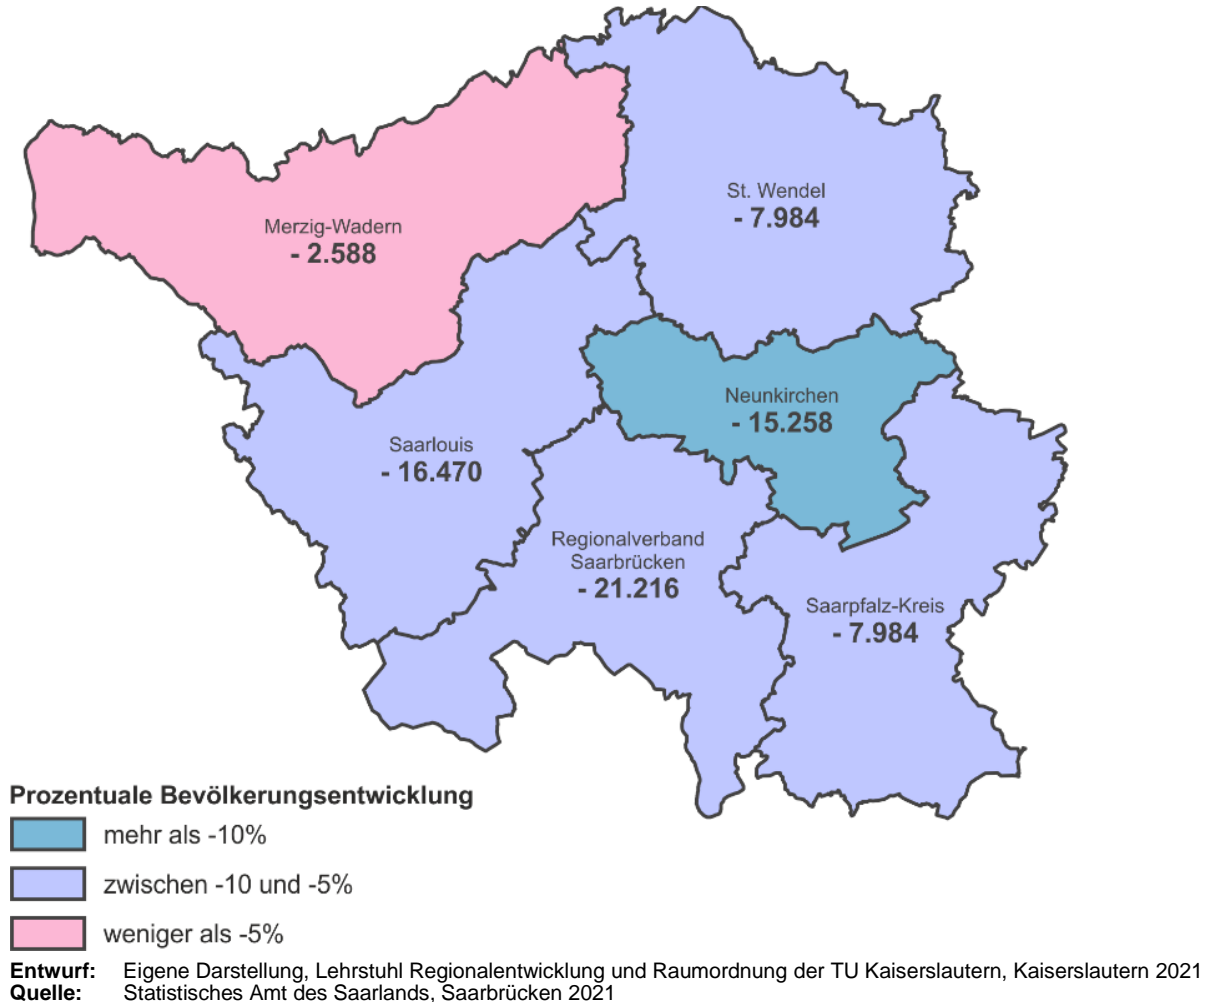 St. Wendel
- 7.984
Merzig-Wadern
- 2.588
Neunkirchen
- 15.258
Saarlouis
- 16.470
Regionalverband
Saarbrücken
- 21.216
Saarpfalz-Kreis
- 7.984
Prozentuale Bevölkerungsentwicklung
mehr als -10%
zwischen -10 und -5%
weniger als -5%
Entwurf: Eigene Darstellung, Lehrstuhl Regionalentwicklung und Raumordnung der TU Kaiserslautern, Kaiserslautern 2021
Quelle: Statistisches Amt des Saarlands, Saarbrücken 2021